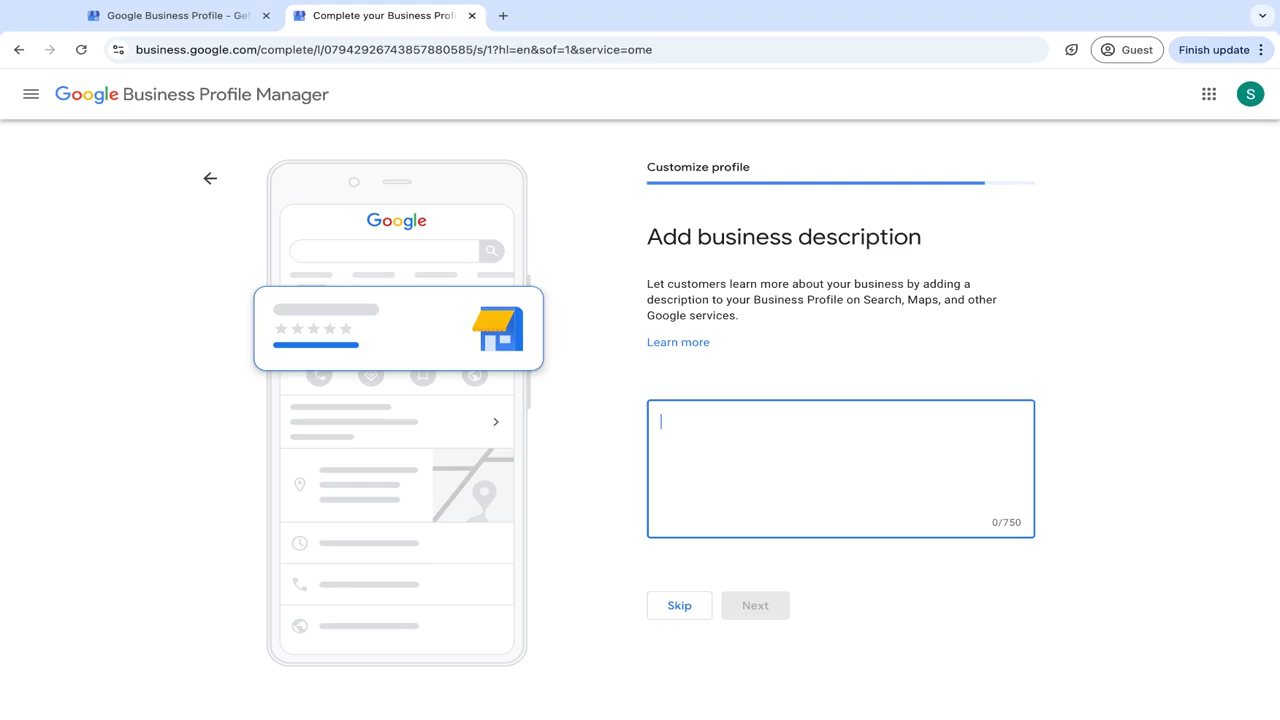 Google Business Profile – Get
Complete your Business Profi
business.google.com/complete/l/07942926743857880585/s/1?hl=en&sof=1&service=ome
Guest
Finish update
Google Business Profile Manager
S
Customize profile
Google
Add business description
Let customers learn more about your business by adding a
description to your Business Profile on Search, Maps, and other
Google services.
Learn more
0/750
Skip
Next